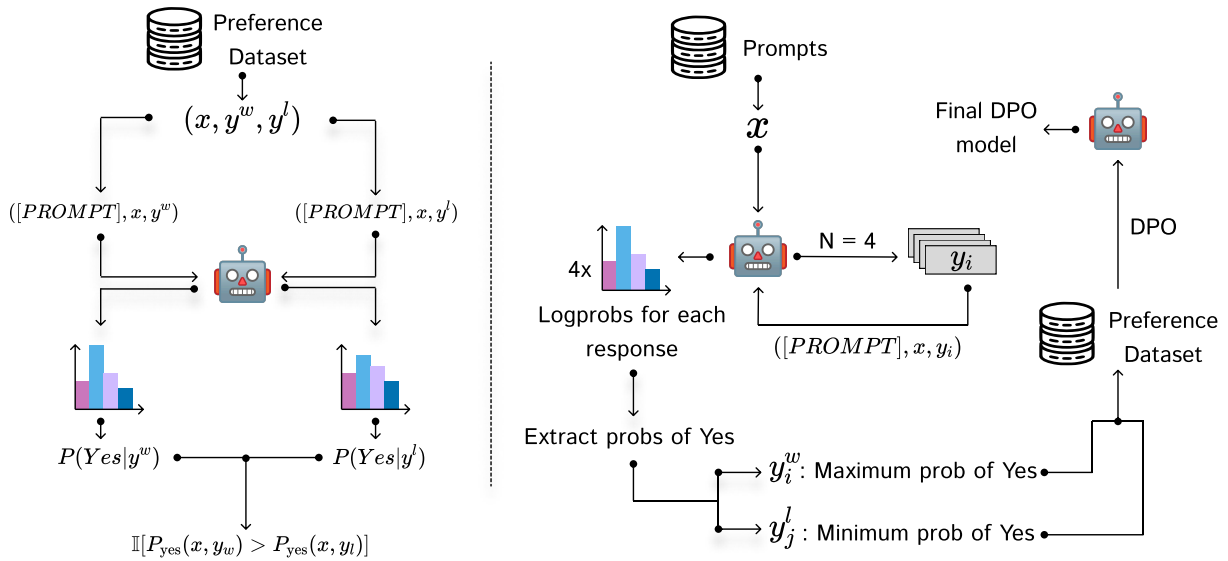 Preference
Dataset
(x, y^w, y^l)
([PROMPT], x, y^w)
([PROMPT], x, y^l)
P(Yes|y^w)
P(Yes|y^l)
𝕀[P_yes(x, y_w) > P_yes(x, y_l)]
Prompts
x
N = 4
y_i
4x
Logprobs for each
response
([PROMPT], x, y_i)
Extract probs of Yes
y_i^w: Maximum prob of Yes
y_j^l: Minimum prob of Yes
Preference
Dataset
DPO
Final DPO
model